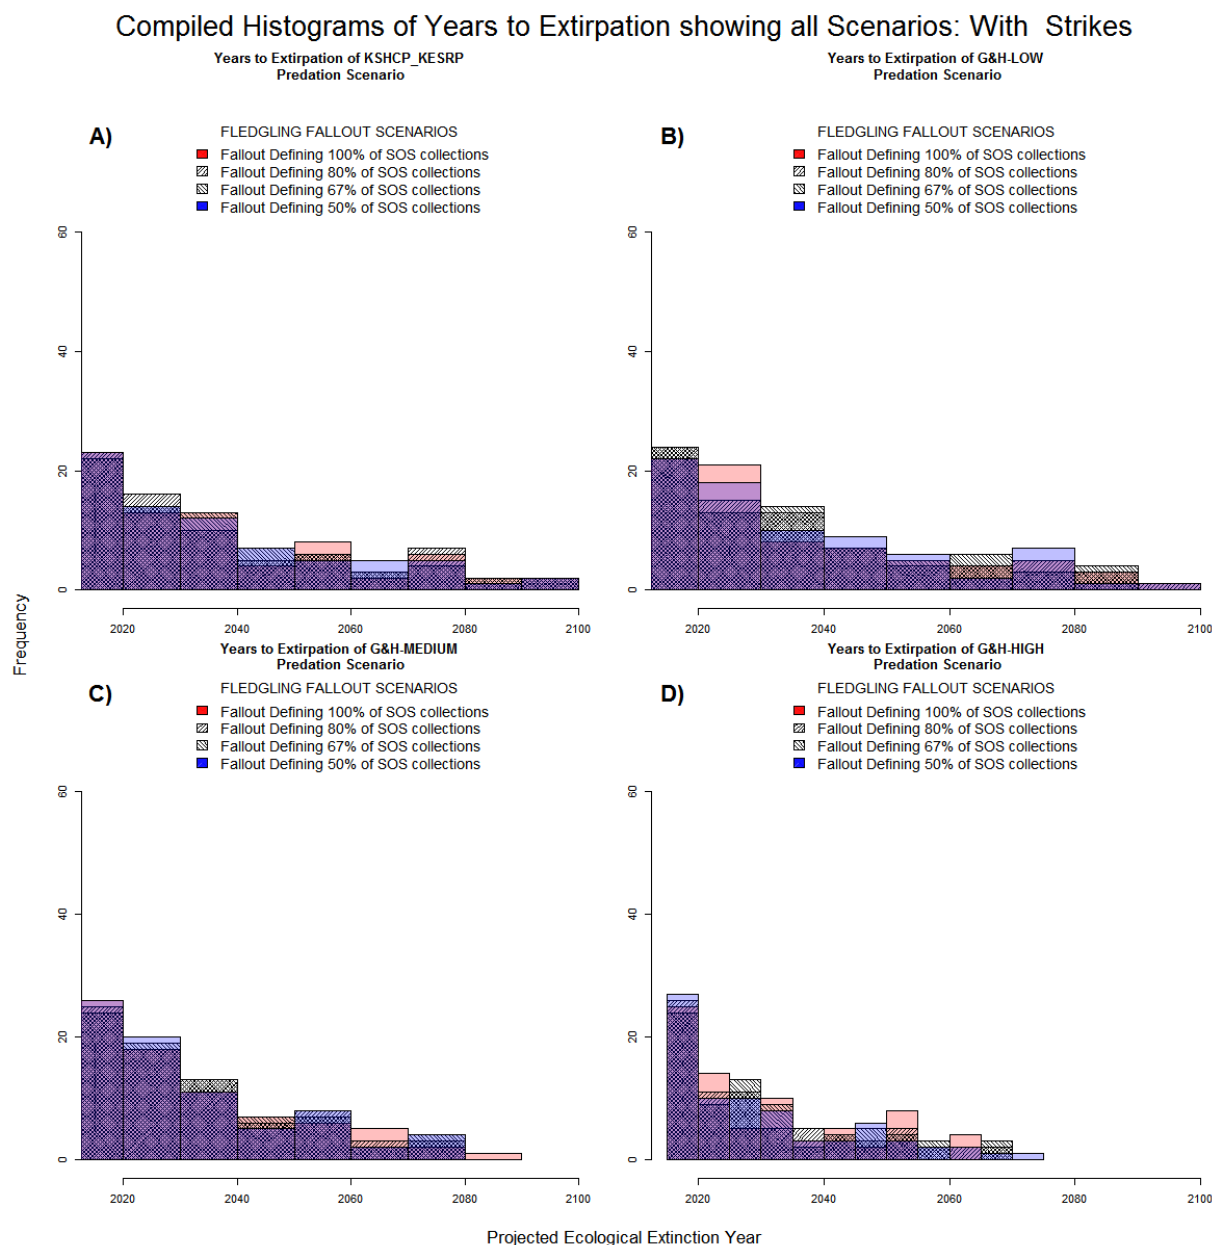 Compiled Histograms of Years to Extirpation showing all Scenarios: With  Strikes
Years to Extirpation of KSHCP_KESRP
Predation Scenario
A)
FLEDGLING FALLOUT SCENARIOS
Fallout Defining 100% of SOS collections
Fallout Defining 80% of SOS collections
Fallout Defining 67% of SOS collections
Fallout Defining 50% of SOS collections
60
40
20
0
2020 2040 2060 2080 2100
Years to Extirpation of G&H-LOW
Predation Scenario
B)
FLEDGLING FALLOUT SCENARIOS
Fallout Defining 100% of SOS collections
Fallout Defining 80% of SOS collections
Fallout Defining 67% of SOS collections
Fallout Defining 50% of SOS collections
60
40
20
0
2020 2040 2060 2080 2100
Frequency
Years to Extirpation of G&H-MEDIUM
Predation Scenario
C)
FLEDGLING FALLOUT SCENARIOS
Fallout Defining 100% of SOS collections
Fallout Defining 80% of SOS collections
Fallout Defining 67% of SOS collections
Fallout Defining 50% of SOS collections
60
40
20
0
2020 2040 2060 2080 2100
Years to Extirpation of G&H-HIGH
Predation Scenario
D)
FLEDGLING FALLOUT SCENARIOS
Fallout Defining 100% of SOS collections
Fallout Defining 80% of SOS collections
Fallout Defining 67% of SOS collections
Fallout Defining 50% of SOS collections
60
40
20
0
2020 2040 2060 2080 2100
Projected Ecological Extinction Year